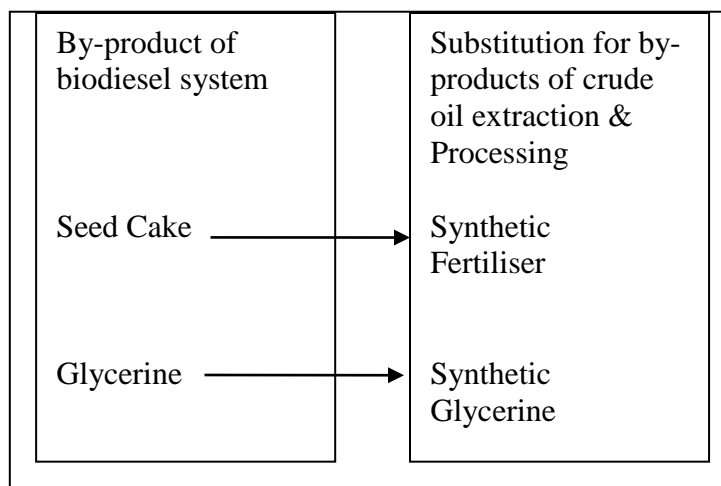 By-product of
biodiesel system
Seed Cake
Glycerine
Substitution for by-
products of crude
oil extraction &
Processing
Synthetic
Fertiliser
Synthetic
Glycerine